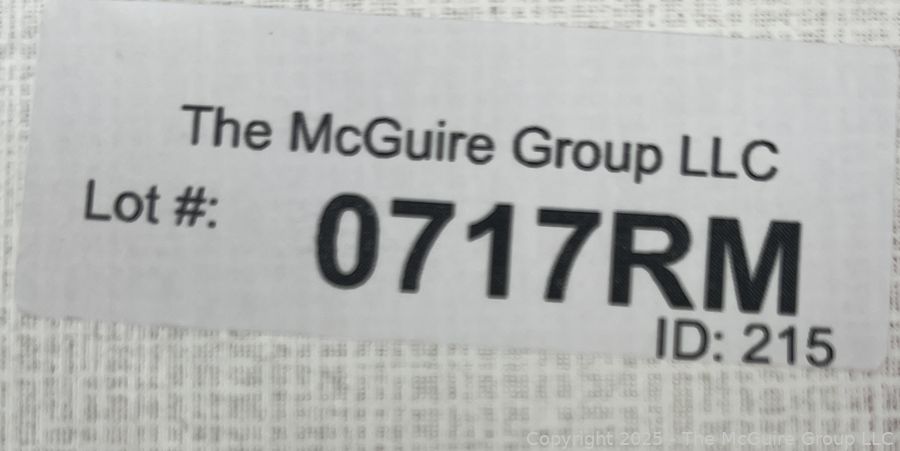 The McGuire Group LLC
Lot #: 0717RM
ID: 215
Copyright 2025 - The McGuire Group LLC